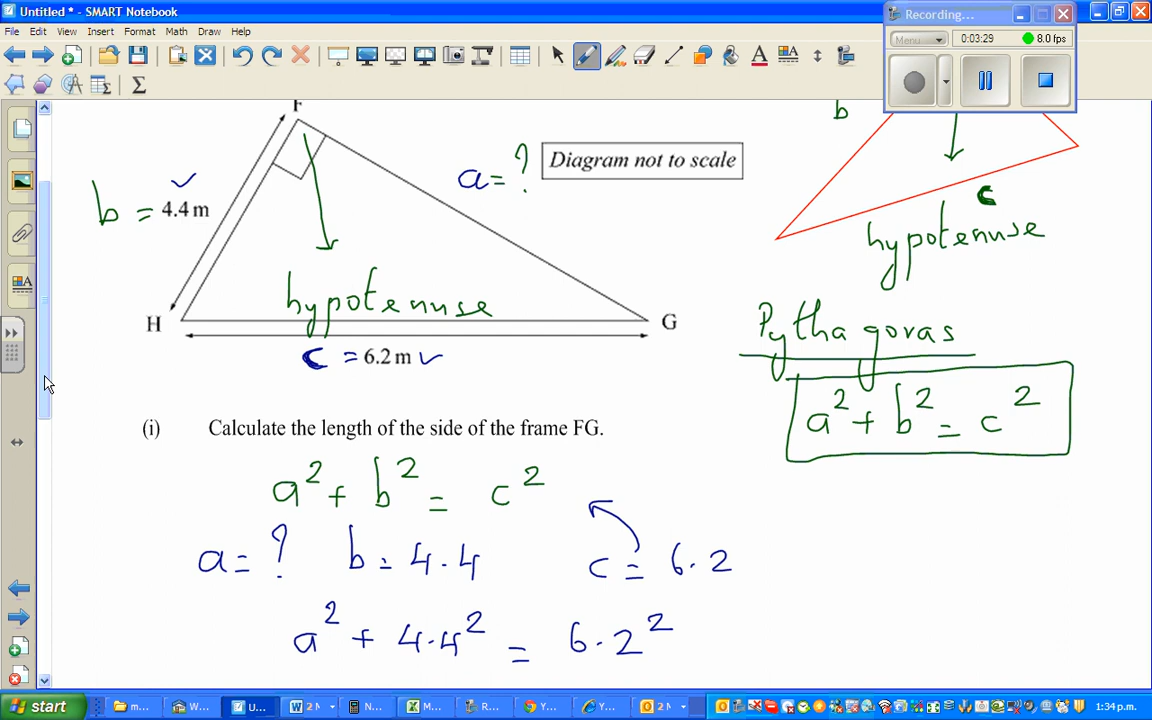 Untitled *  - SMART Notebook
Recording...
File Edit View Insert Format Math Draw Help
Menu
0:03:29
8.0 fps
F
b
a = ?
Diagram not to scale
b = 4.4 m
c
hypotenuse
hypotenuse
H
G
c = 6.2 m
Pythagoras
a² + b² = c²
(i) Calculate the length of the side of the frame FG.
a² + b² = c²
a = ? b = 4.4 c = 6.2
a² + 4.4² = 6.2²
start
1:34 p.m.